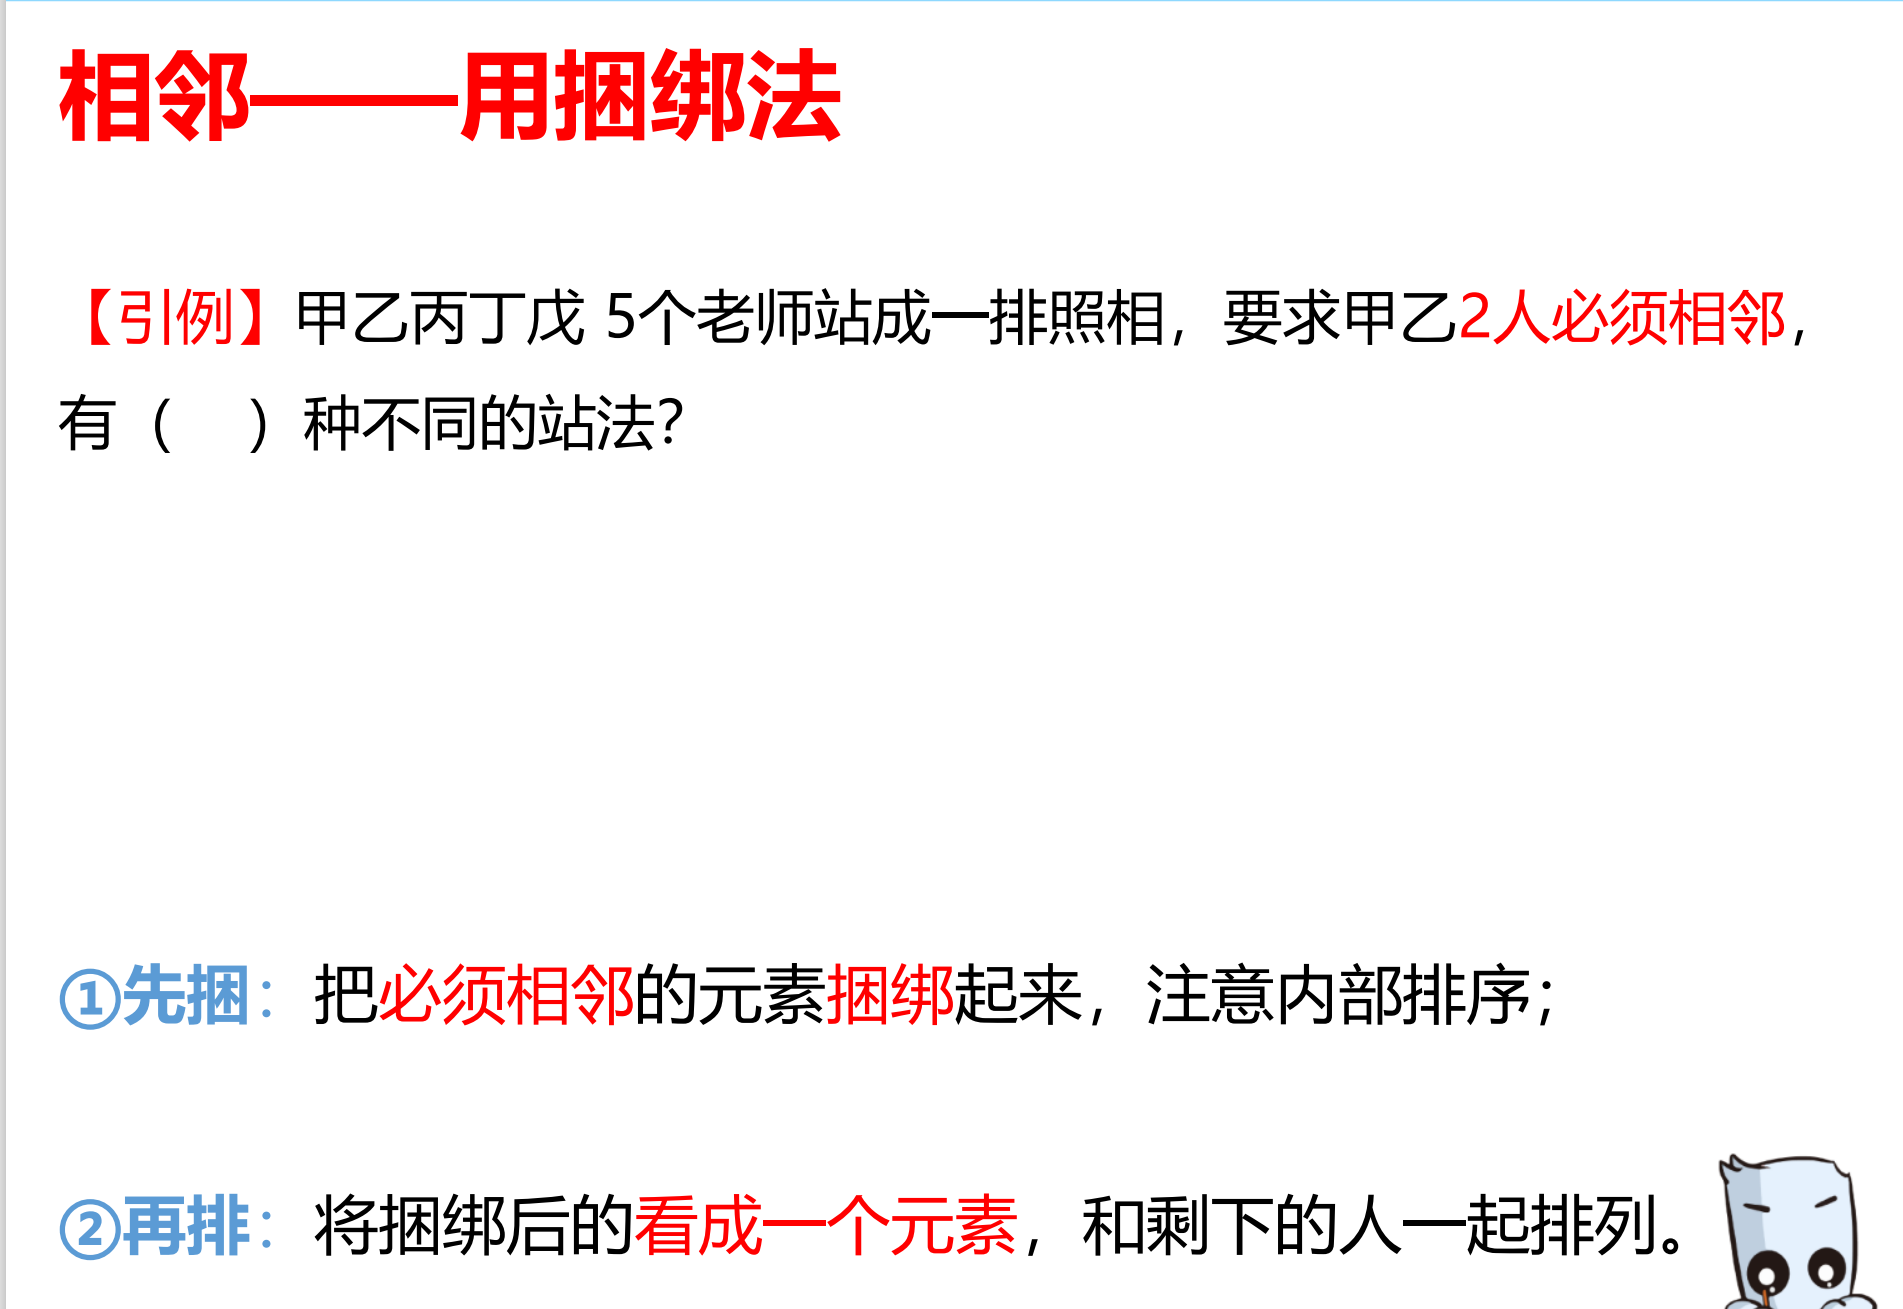 相邻——用捆绑法
【引例】甲乙丙丁戊 5个老师站成一排照相，要求甲乙2人必须相邻，
有（ ）种不同的站法？
①先捆：把必须相邻的元素捆绑起来，注意内部排序；
②再排：将捆绑后的看成一个元素，和剩下的人一起排列。